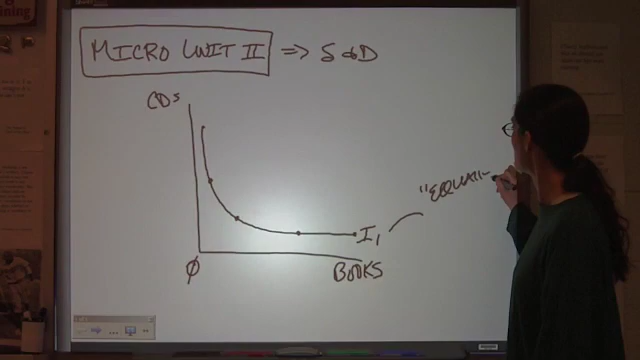 MICRO UNIT II ⇒ S & D
CDs
"EQUAL
I₁
Ø
BOOKS